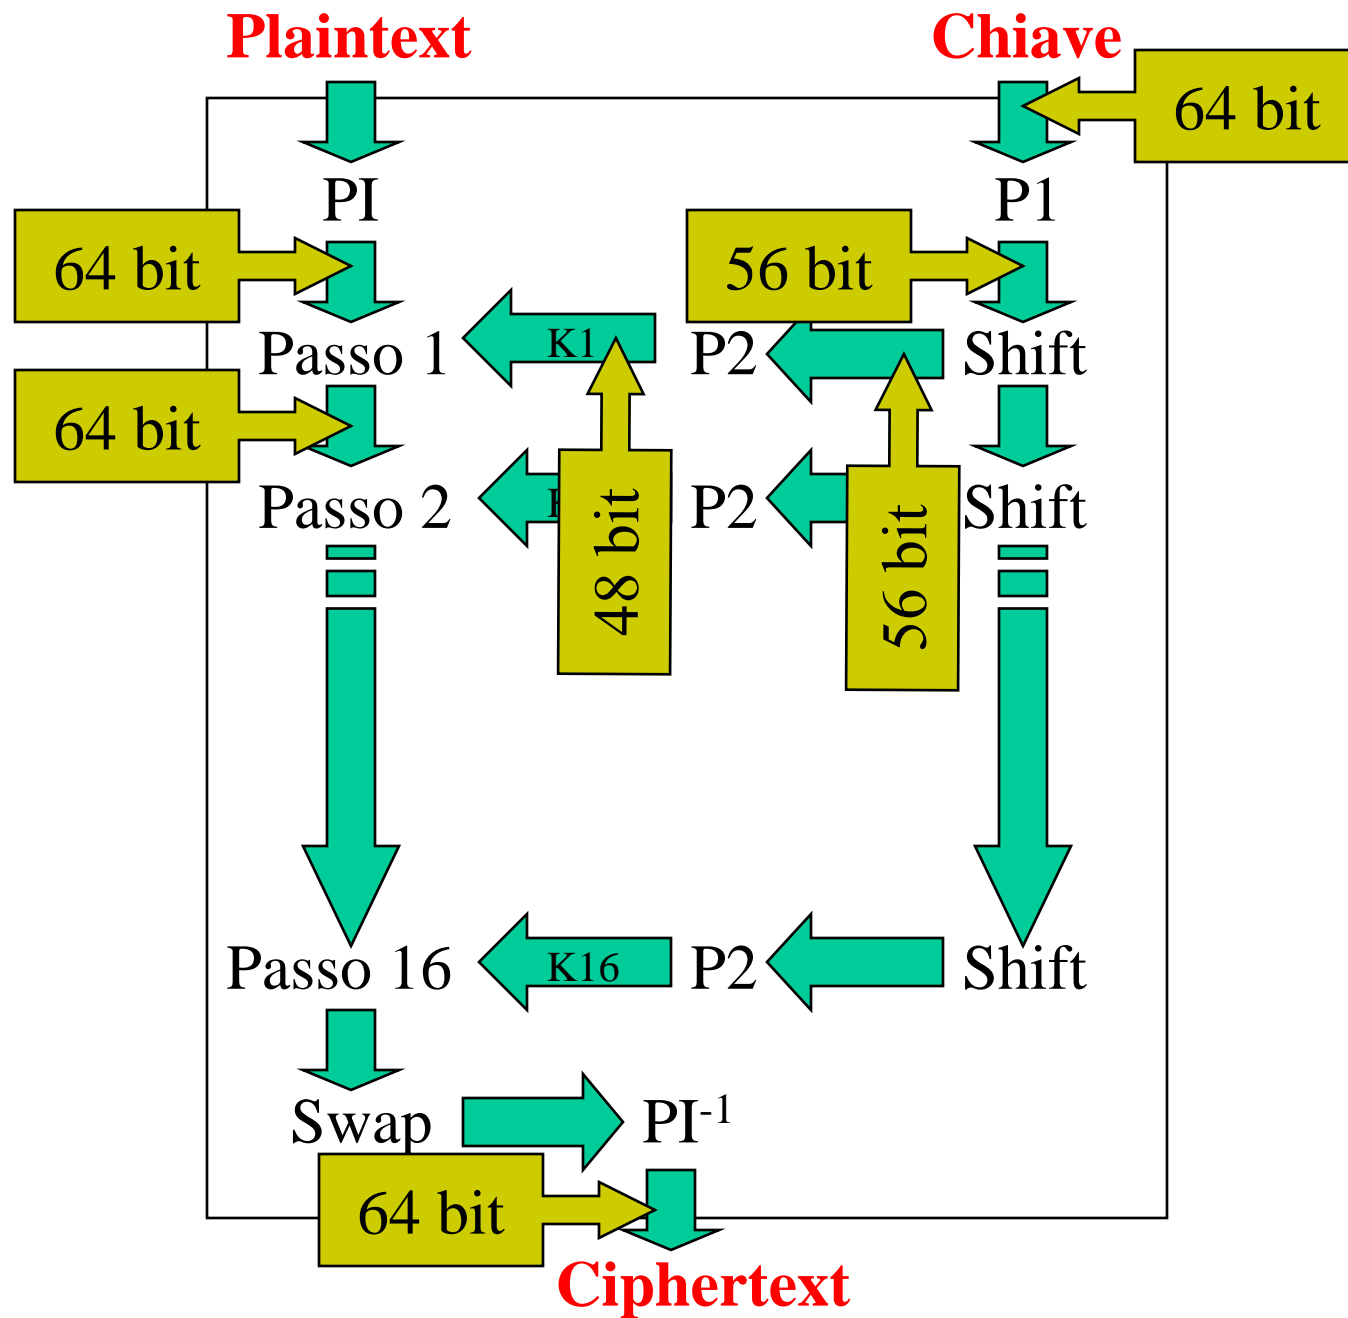 Plaintext
Chiave
64 bit
PI
P1
64 bit
56 bit
Passo 1
K1
P2
Shift
64 bit
Passo 2
P2
Shift
48 bit
56 bit
Passo 16
K16
P2
Shift
Swap
PI⁻¹
64 bit
Ciphertext